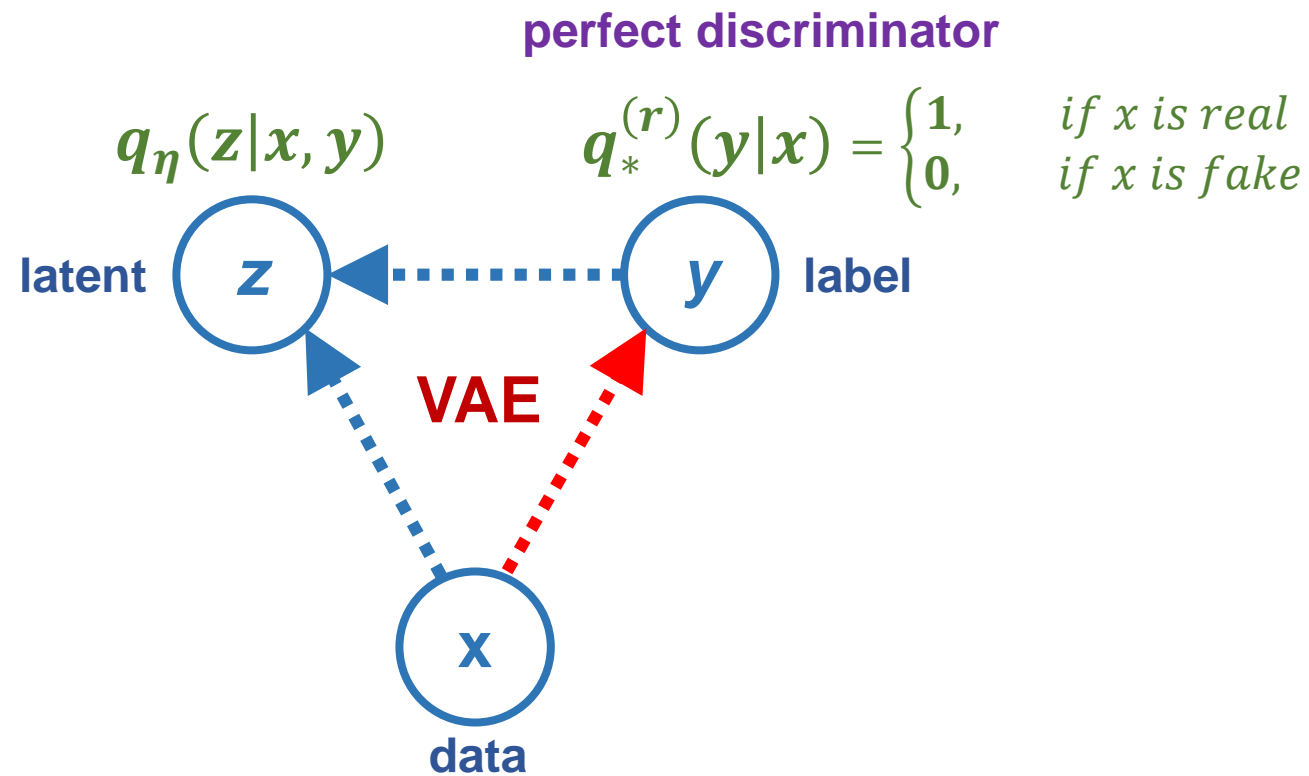 perfect discriminator
qη(z|x, y)
q∗^(r)(y|x) = {1, if x is real
0, if x is fake
latent z y label
VAE
x
data